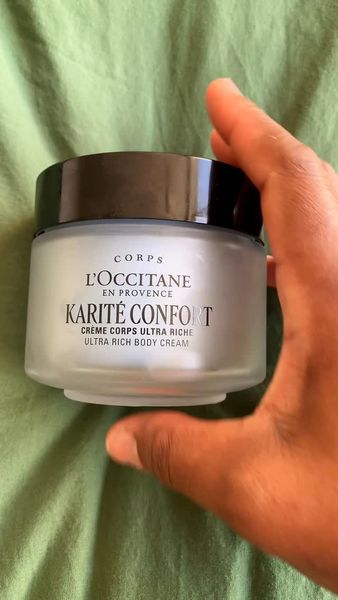 CORPS
L'OCCITANE
EN PROVENCE
KARITÉ CONFORT
CRÈME CORPS ULTRA RICHE
ULTRA RICH BODY CREAM